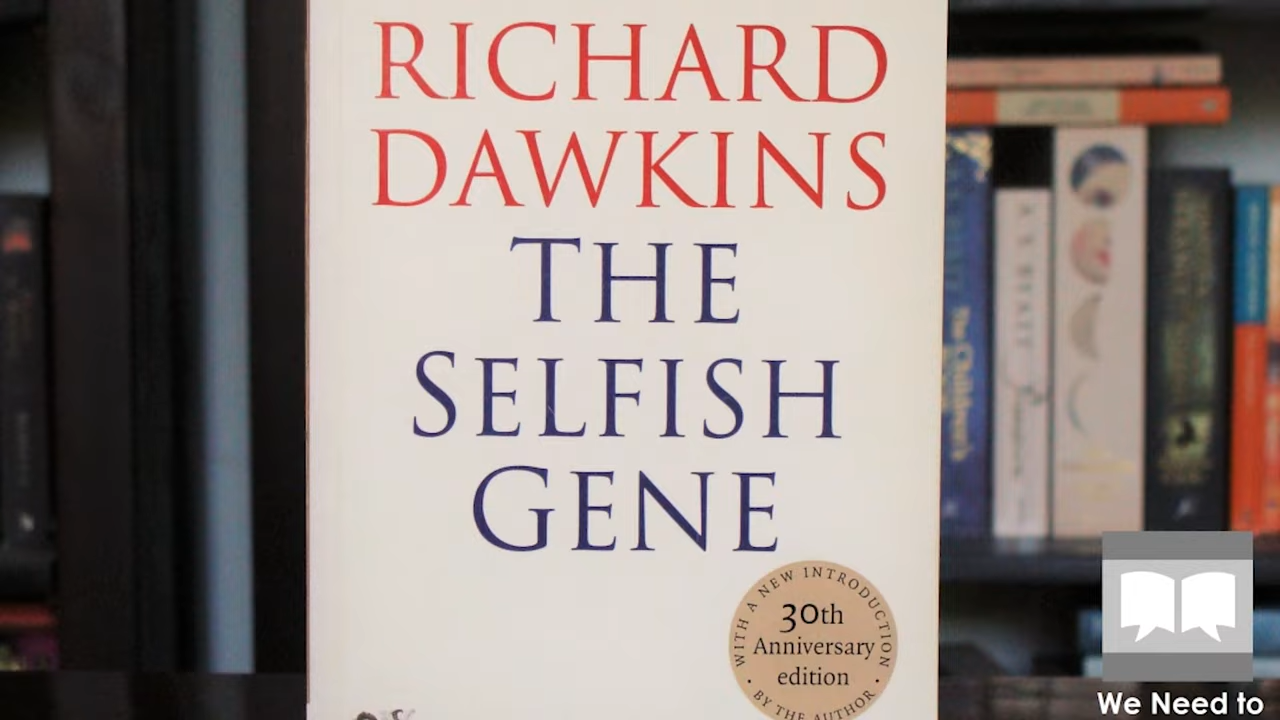 RICHARD
DAWKINS
THE
SELFISH
GENE
WITH A NEW INTRODUCTION
30th
Anniversary
edition
BY THE AUTHOR
We Need to